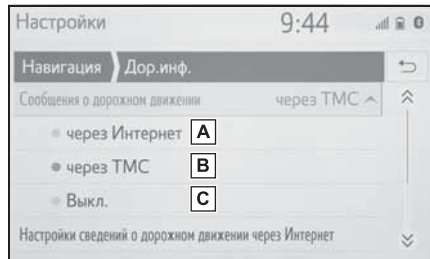 Настройки 9:44
Навигация Дор.инф.
Сообщения о дорожном движении через TMC
через Интернет A
через TMC B
Выкл. C
Настройки сведений о дорожном движении через Интернет